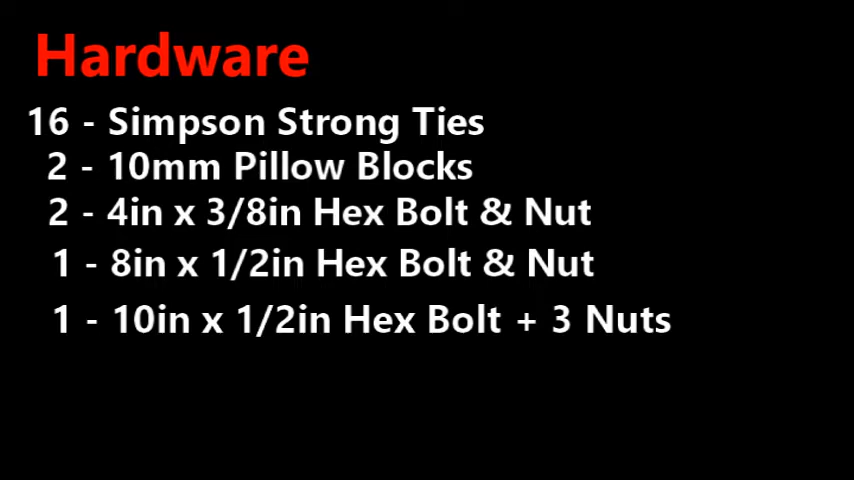 Hardware
16 - Simpson Strong Ties
2 - 10mm Pillow Blocks
2 - 4in x 3/8in Hex Bolt & Nut
1 - 8in x 1/2in Hex Bolt & Nut
1 - 10in x 1/2in Hex Bolt + 3 Nuts